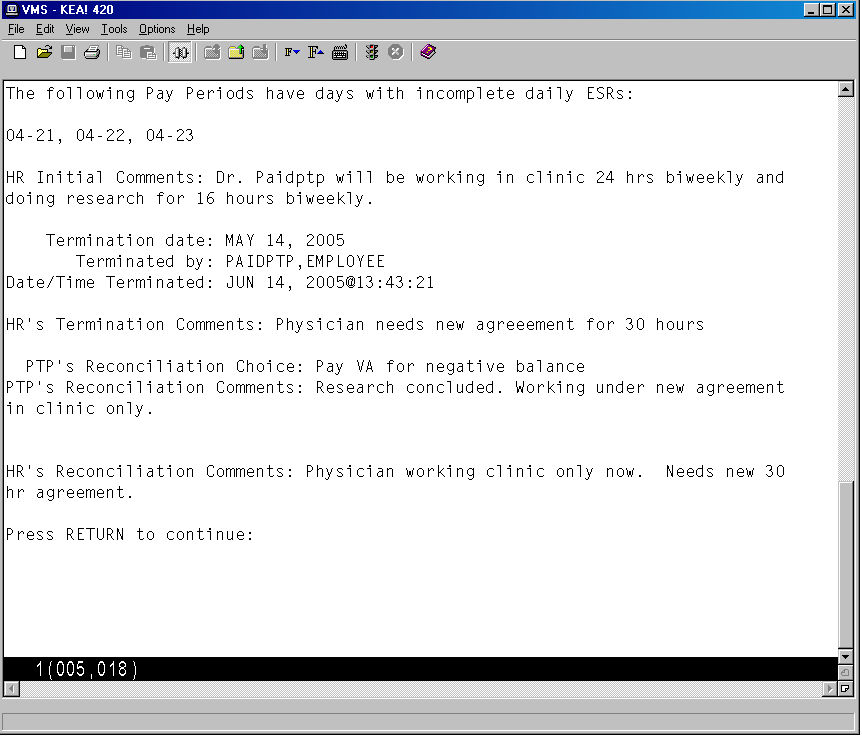 VMS - KEA! 420
File Edit View Tools Options Help
The following Pay Periods have days with incomplete daily ESRs:
04-21, 04-22, 04-23
HR Initial Comments: Dr. Paidptp will be working in clinic 24 hrs biweekly and
doing research for 16 hours biweekly.
Termination date: MAY 14, 2005
Terminated by: PAIDPTP,EMPLOYEE
Date/Time Terminated: JUN 14, 2005@13:43:21
HR's Termination Comments: Physician needs new agreeement for 30 hours
PTP's Reconciliation Choice: Pay VA for negative balance
PTP's Reconciliation Comments: Research concluded. Working under new agreement
in clinic only.
HR's Reconciliation Comments: Physician working clinic only now.  Needs new 30
hr agreement.
Press RETURN to continue:
1(005,018)